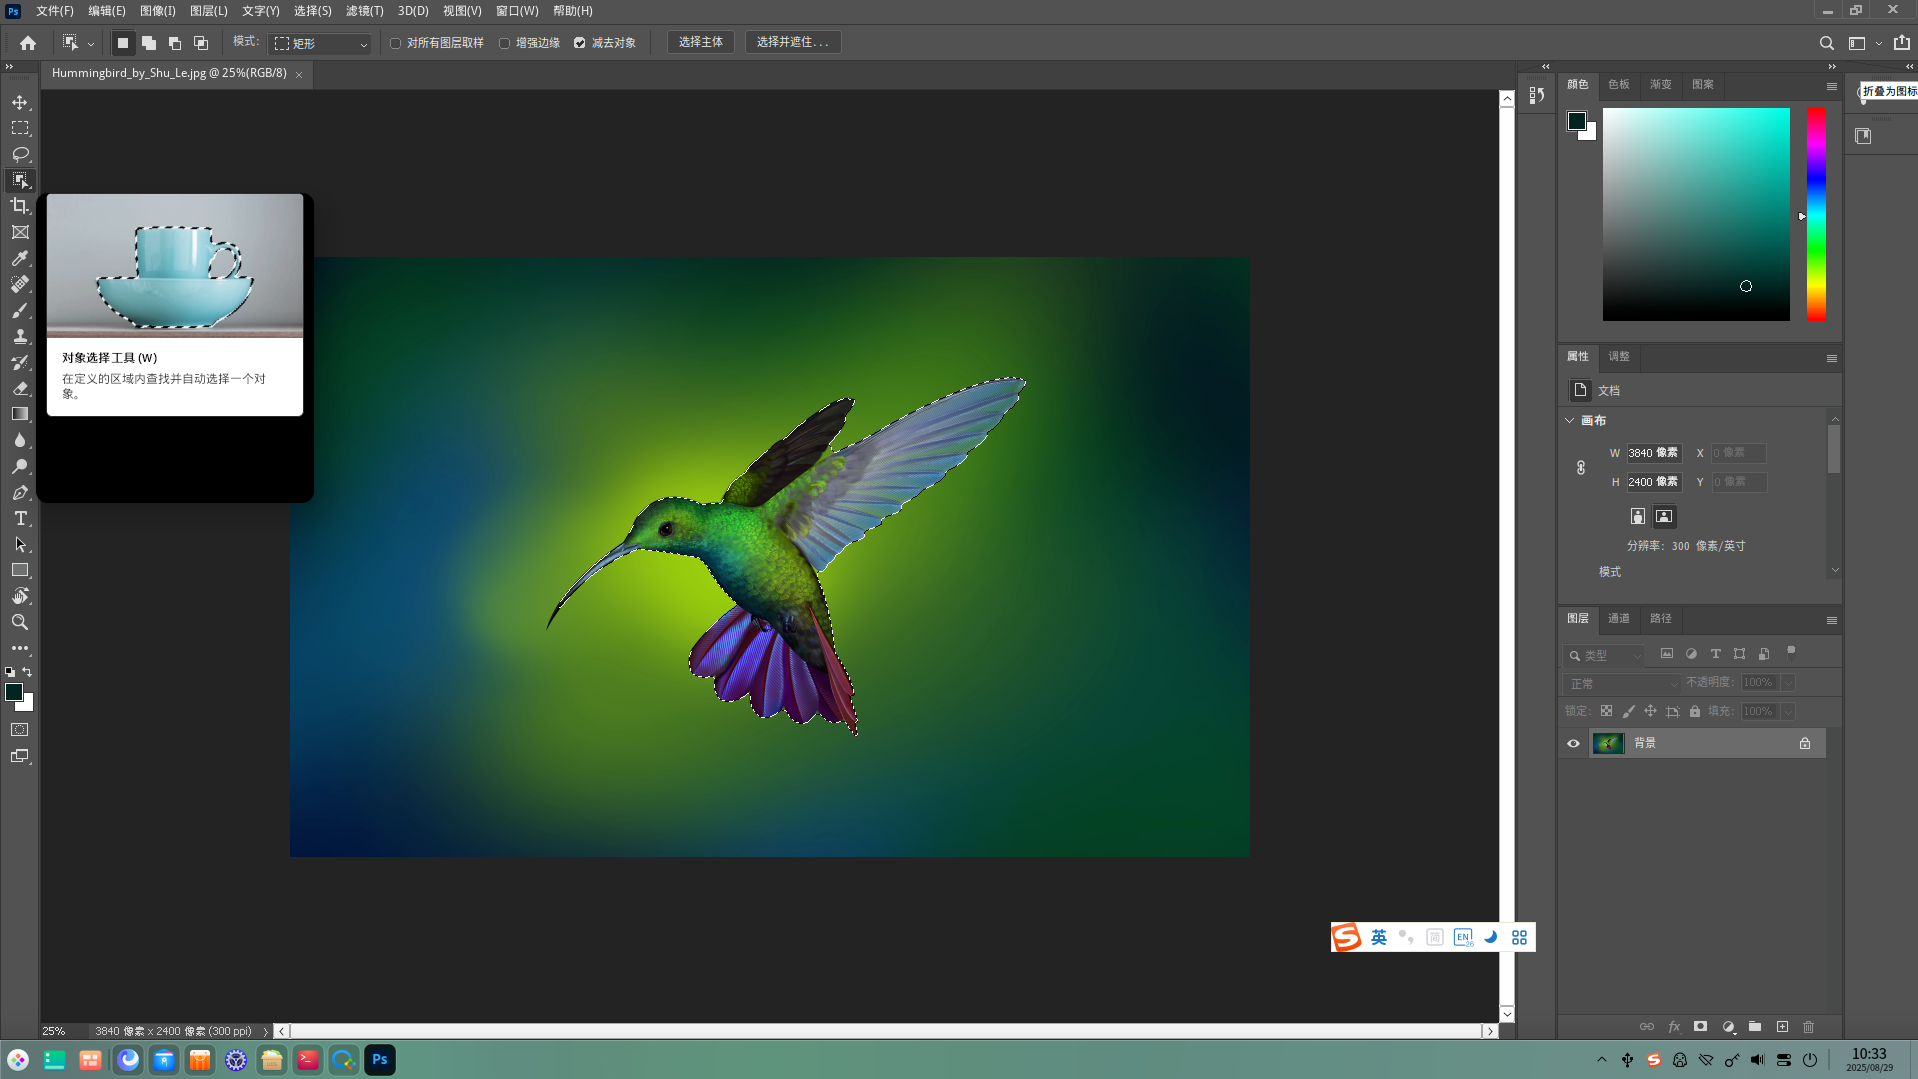 Ps 文件(F) 编辑(E) 图像(I) 图层(L) 文字(Y) 选择(S) 滤镜(T) 3D(D) 视图(V) 窗口(W) 帮助(H)
模式: 矩形 对所有图层取样 增强边缘 减去对象 选择主体 选择并遮住...
Hummingbird_by_Shu_Le.jpg @ 25%(RGB/8)
颜色 色板 渐变 图案
折叠为图标
对象选择工具 (W)
在定义的区域内查找并自动选择一个对
象。
属性 调整
文档
画布
W 3840 像素 X 0 像素
H 2400 像素 Y 0 像素
分辨率: 300 像素/英寸
模式
图层 通道 路径
类型
正常 不透明度: 100%
锁定: 填充: 100%
背景
英 简 EN 26
25% 3840 像素 x 2400 像素 (300 ppi)
fx
Ps
10:33
2025/08/29